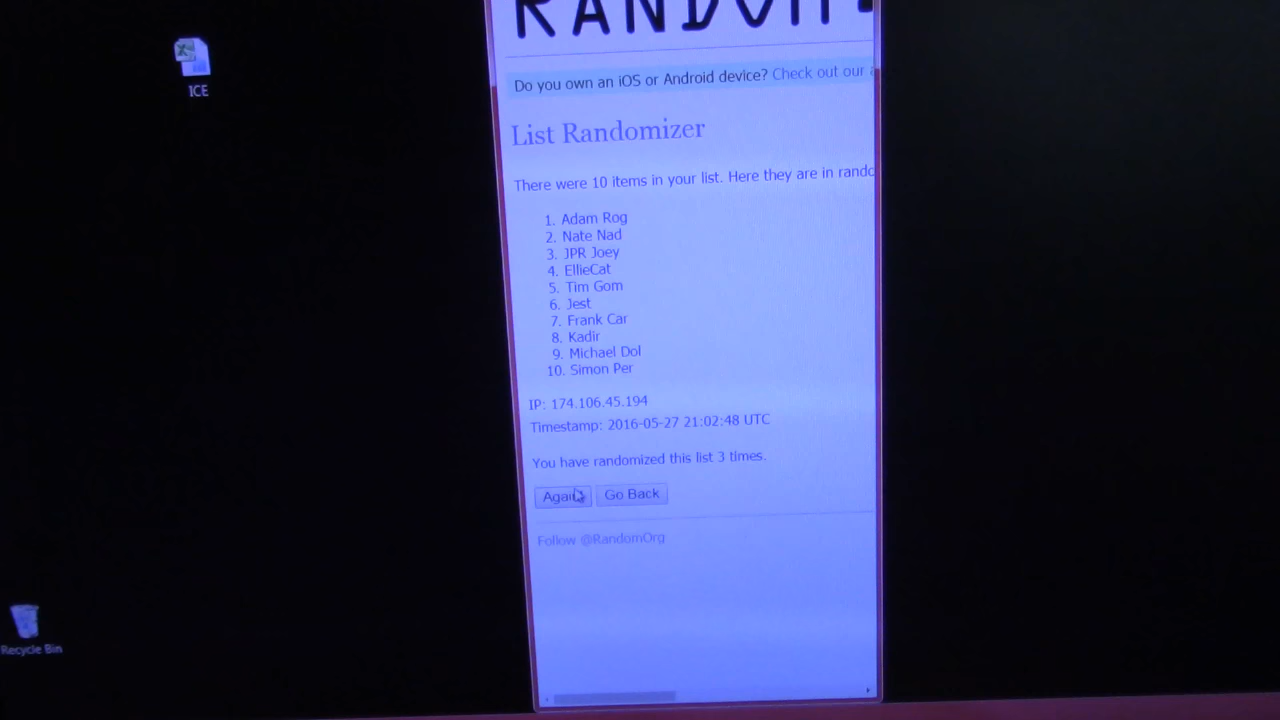 RANDOM
ICE
Do you own an iOS or Android device? Check out our
List Randomizer
There were 10 items in your list. Here they are in rando
1. Adam Rog
2. Nate Nad
3. JPR Joey
4. EllieCat
5. Tim Gom
6. Jest
7. Frank Car
8. Kadir
9. Michael Dol
10. Simon Per
IP: 174.106.45.194
Timestamp: 2016-05-27 21:02:48 UTC
You have randomized this list 3 times.
Again Go Back
Follow @RandomOrg
Recycle Bin